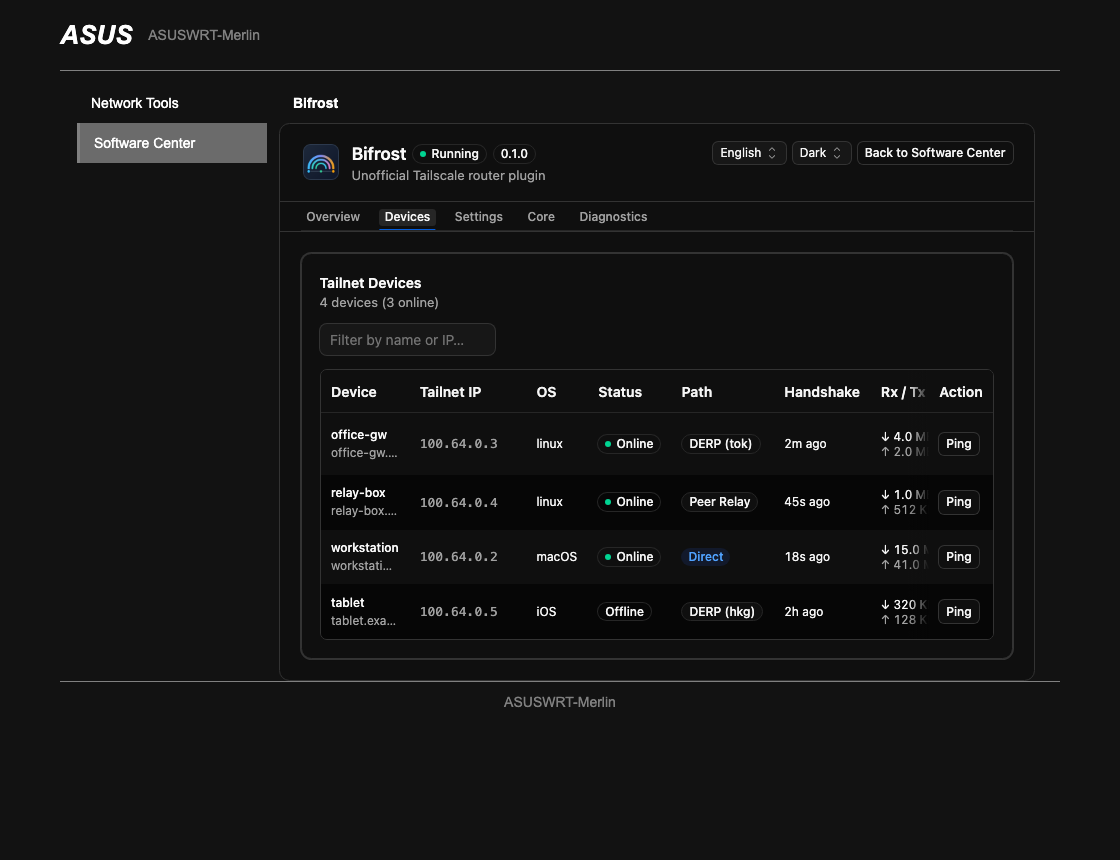 ASUS ASUSWRT-Merlin
Network Tools
Software Center
Bifrost
Bifrost Running 0.1.0
Unofficial Tailscale router plugin
English Dark Back to Software Center
Overview Devices Settings Core Diagnostics
Tailnet Devices
4 devices (3 online)
Filter by name or IP...
Device Tailnet IP OS Status Path Handshake Rx / Tx Action
office-gw
office-gw.... 100.64.0.3 linux Online DERP (tok) 2m ago ↓ 4.0 M Ping
↑ 2.0 M
relay-box
relay-box.... 100.64.0.4 linux Online Peer Relay 45s ago ↓ 1.0 M Ping
↑ 512 K
workstation
workstati... 100.64.0.2 macOS Online Direct 18s ago ↓ 15.0 Ping
↑ 41.0
tablet
tablet.exa... 100.64.0.5 iOS Offline DERP (hkg) 2h ago ↓ 320 K Ping
↑ 128 K
ASUSWRT-Merlin